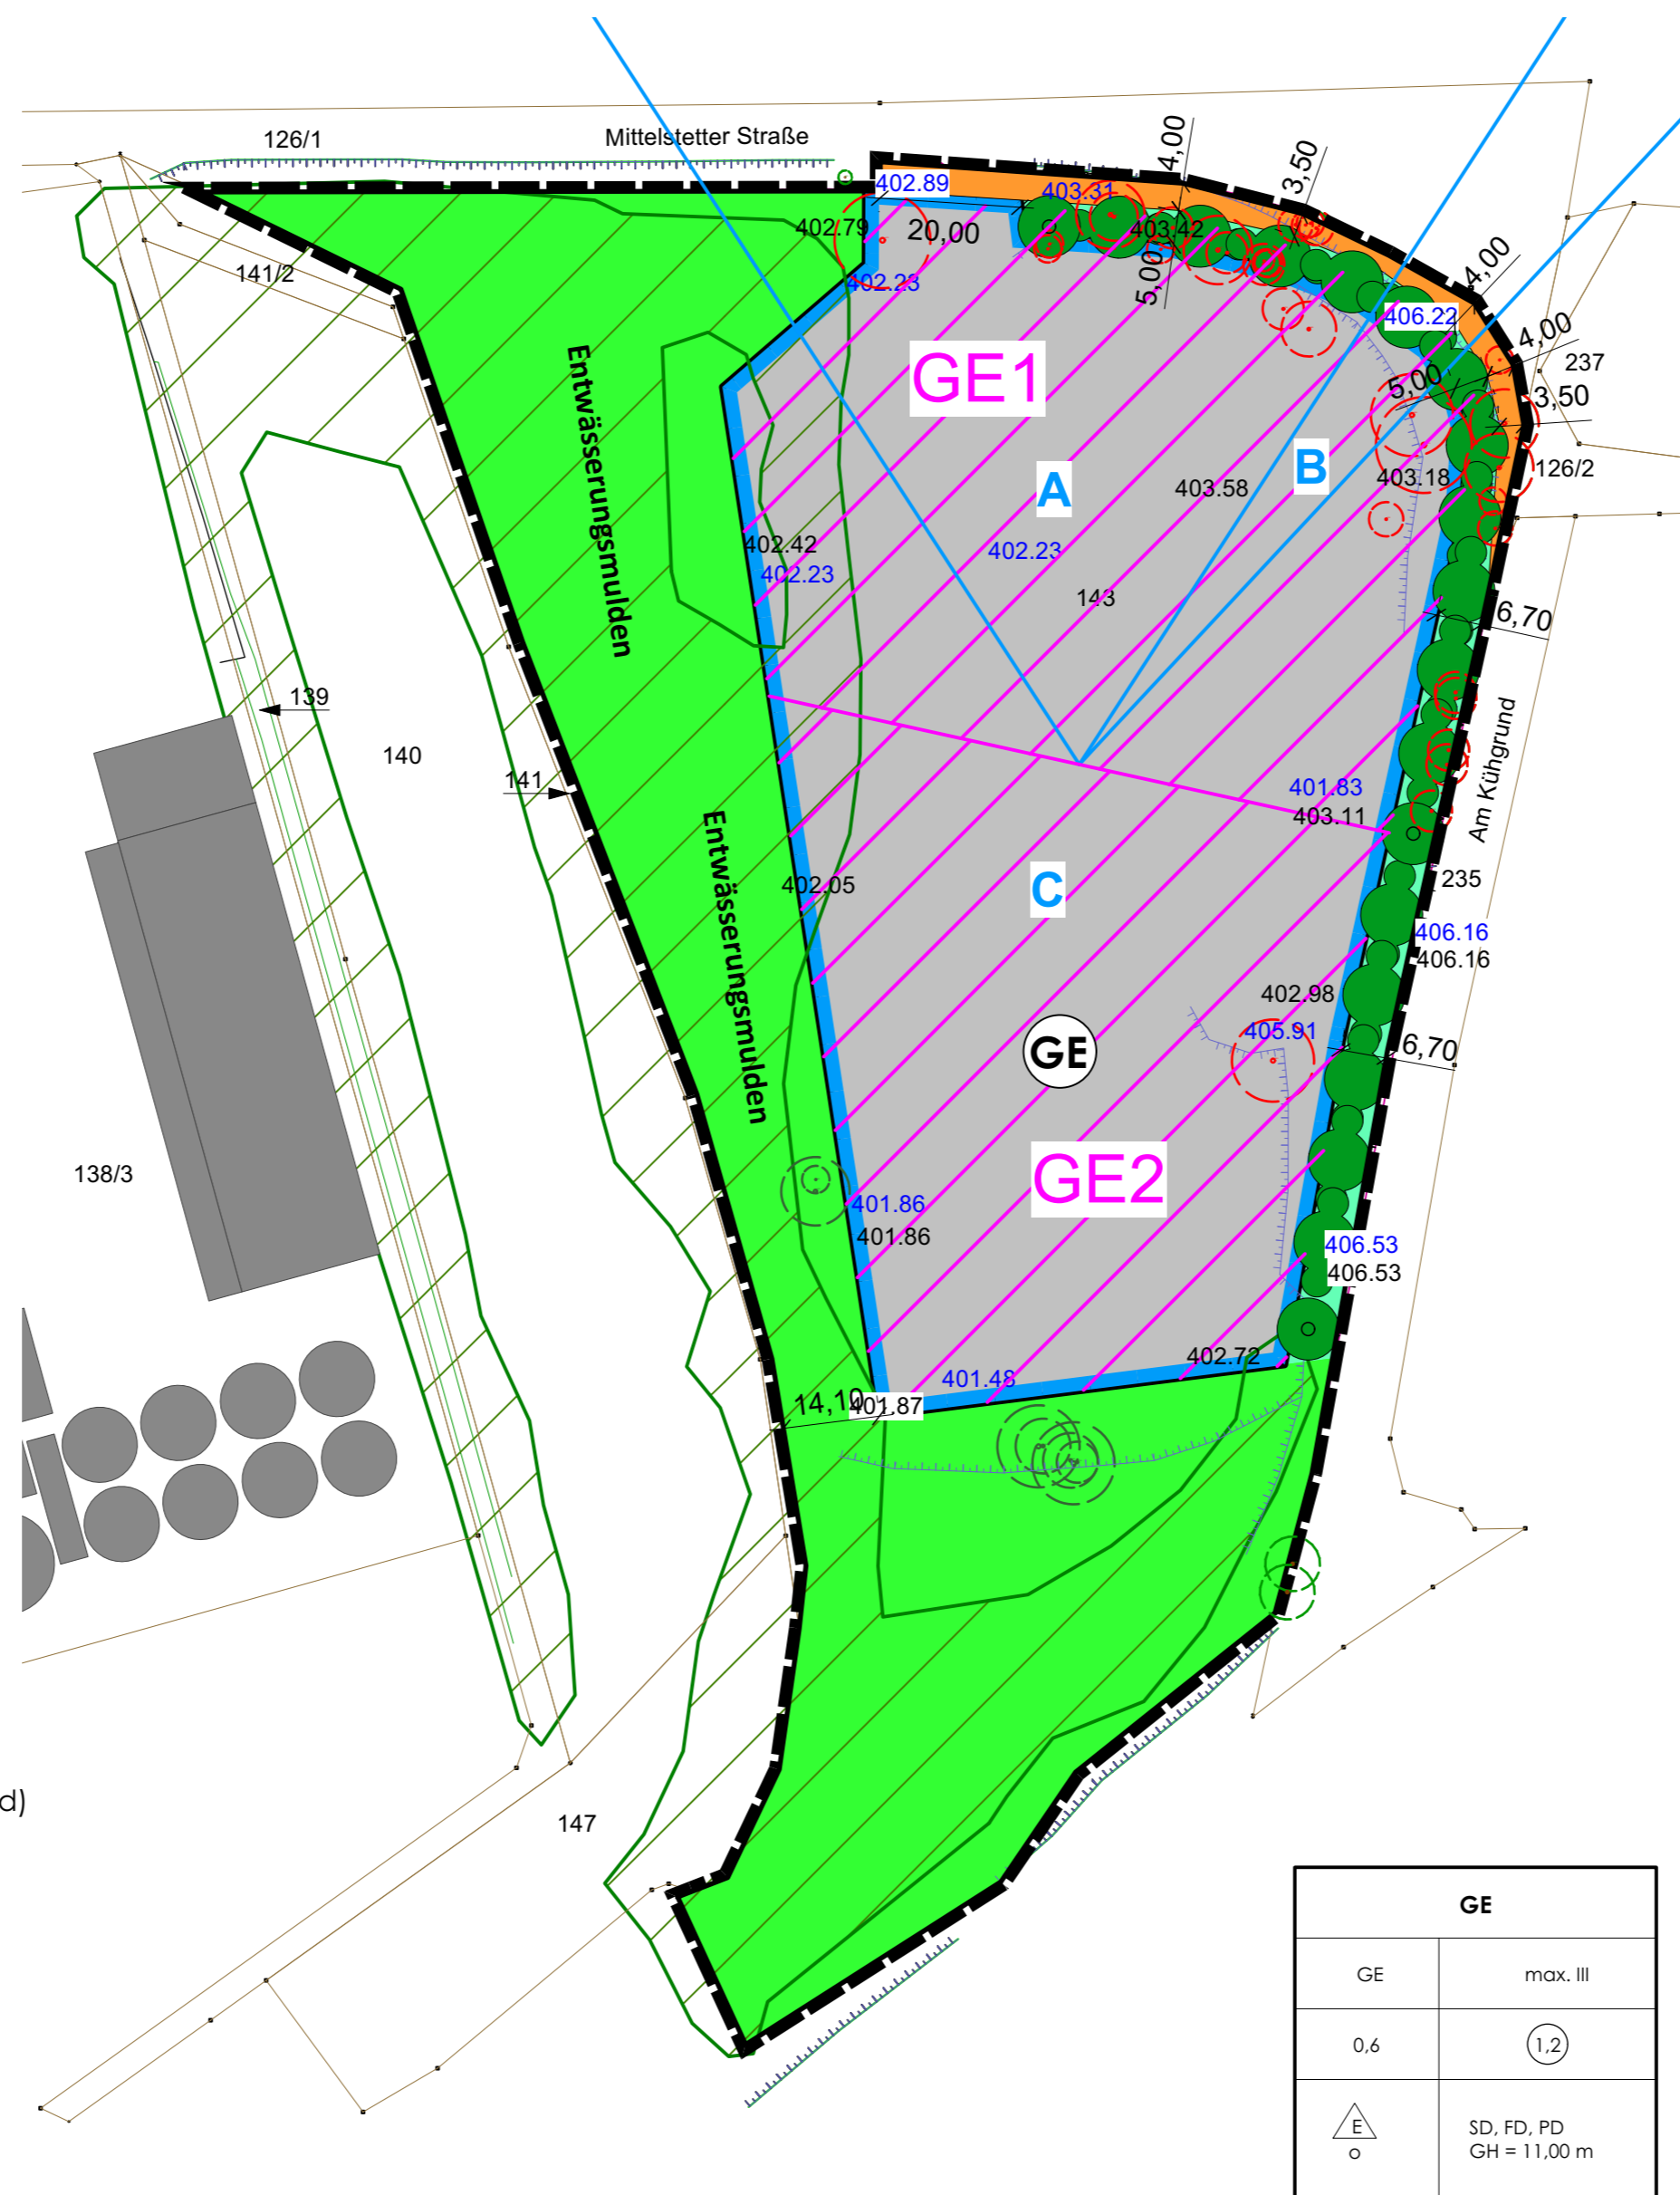 126/1
Mittelstetter Straße
4,00
3,50
402.89
403.31
402.79
20,00
403.42
5,00
402.23
141/2
4,00
406.22
4,00
237
GE1
5,00
3,50
Entwässerungsmulden
A
B
403.58
403.18
126/2
402.42
402.23
402.23
143
6,70
139
140
141
401.83
403.11
Am Kühgrund
Entwässerungsmulden
402.05
C
235
406.16
406.16
402.98
405.91
GE
6,70
138/3
GE2
401.86
401.86
406.53
406.53
402.72
401.48
14,10
401.87
d)
147
GE
GE
max. III
0,6
1,2
E
o
SD, FD, PD
GH = 11,00 m